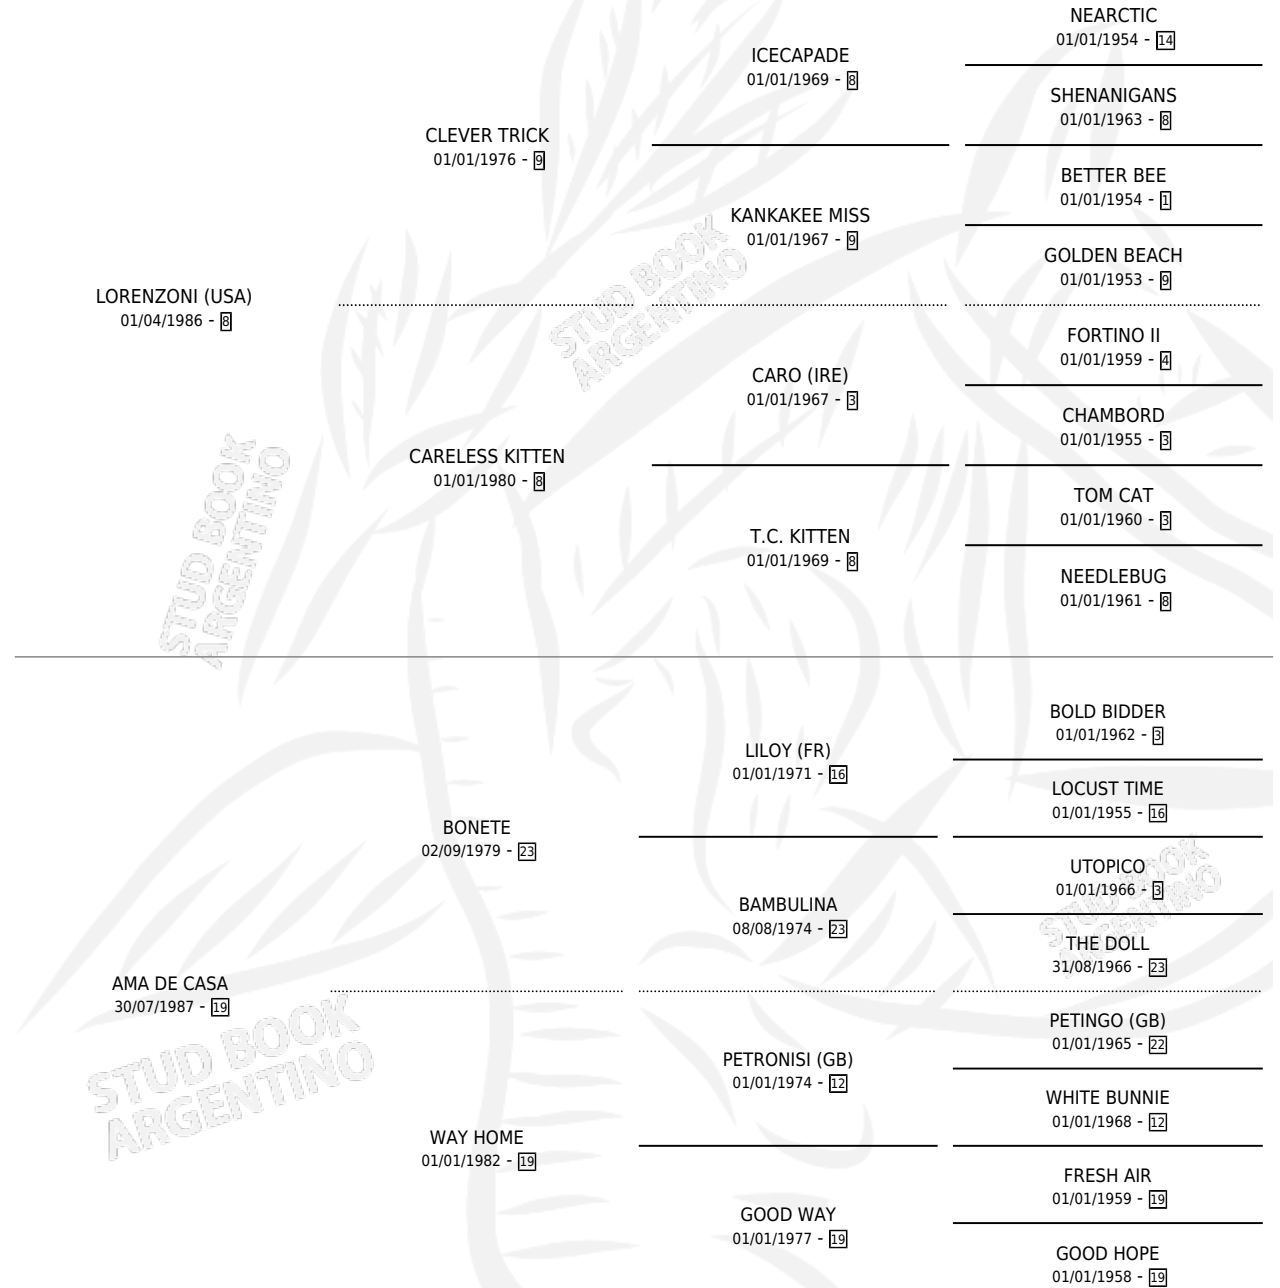 NEARCTIC
01/01/1954 - 14
ICECAPADE
01/01/1969 - 8
SHENANIGANS
01/01/1963 - 8
CLEVER TRICK
01/01/1976 - 9
BETTER BEE
01/01/1954 - 1
KANKAKEE MISS
01/01/1967 - 9
GOLDEN BEACH
01/01/1953 - 9
LORENZONI (USA)
01/04/1986 - 8
FORTINO II
01/01/1959 - 4
CARO (IRE)
01/01/1967 - 3
CHAMBORD
01/01/1955 - 3
CARELESS KITTEN
01/01/1980 - 8
TOM CAT
01/01/1960 - 3
T.C. KITTEN
01/01/1969 - 8
NEEDLEBUG
01/01/1961 - 8
BOLD BIDDER
01/01/1962 - 3
LILOY (FR)
01/01/1971 - 16
LOCUST TIME
01/01/1955 - 16
BONETE
02/09/1979 - 23
UTOPICO
01/01/1966 - 3
BAMBULINA
08/08/1974 - 23
THE DOLL
31/08/1966 - 23
AMA DE CASA
30/07/1987 - 19
PETINGO (GB)
01/01/1965 - 22
PETRONISI (GB)
01/01/1974 - 12
WHITE BUNNIE
01/01/1968 - 12
WAY HOME
01/01/1982 - 19
FRESH AIR
01/01/1959 - 19
GOOD WAY
01/01/1977 - 19
GOOD HOPE
01/01/1958 - 19
STUD BOOK
ARGENTINO
STUD BOOK
ARGENTINO
STUD BOOK
ARGENTINO
STUD BOOK
ARGENTINO